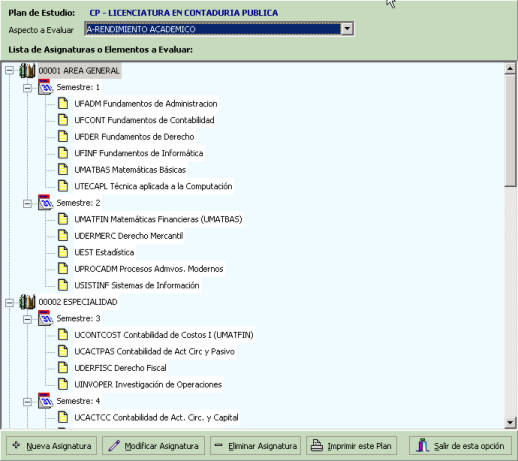 Plan de Estudio: CP - LICENCIATURA EN CONTADURIA PUBLICA
Aspecto a Evaluar A-RENDIMIENTO ACADEMICO
Lista de Asignaturas o Elementos a Evaluar:
00001 AREA GENERAL
Semestre: 1
UFADM Fundamentos de Administracion
UFCONT Fundamentos de Contabilidad
UFDER Fundamentos de Derecho
UFINF Fundamentos de Informática
UMATBAS Matemáticas Básicas
UTECAPL Técnica aplicada a la Computación
Semestre: 2
UMATFIN Matemáticas Financieras (UMATBAS)
UDERMERC Derecho Mercantil
UEST Estadística
UPROCADM Procesos Admvos. Modernos
USISTINF Sistemas de Información
00002 ESPECIALIDAD
Semestre: 3
UCONTCOST Contabilidad de Costos I (UMATFIN)
UCACTPAS Contabilidad de Act Circ y Pasivo
UDERFISC Derecho Fiscal
UINVOPER Investigación de Operaciones
Semestre: 4
UCACTCC Contabilidad de Act. Circ. y Capital
Nueva Asignatura Modificar Asignatura Eliminar Asignatura Imprimir este Plan Salir de esta opción